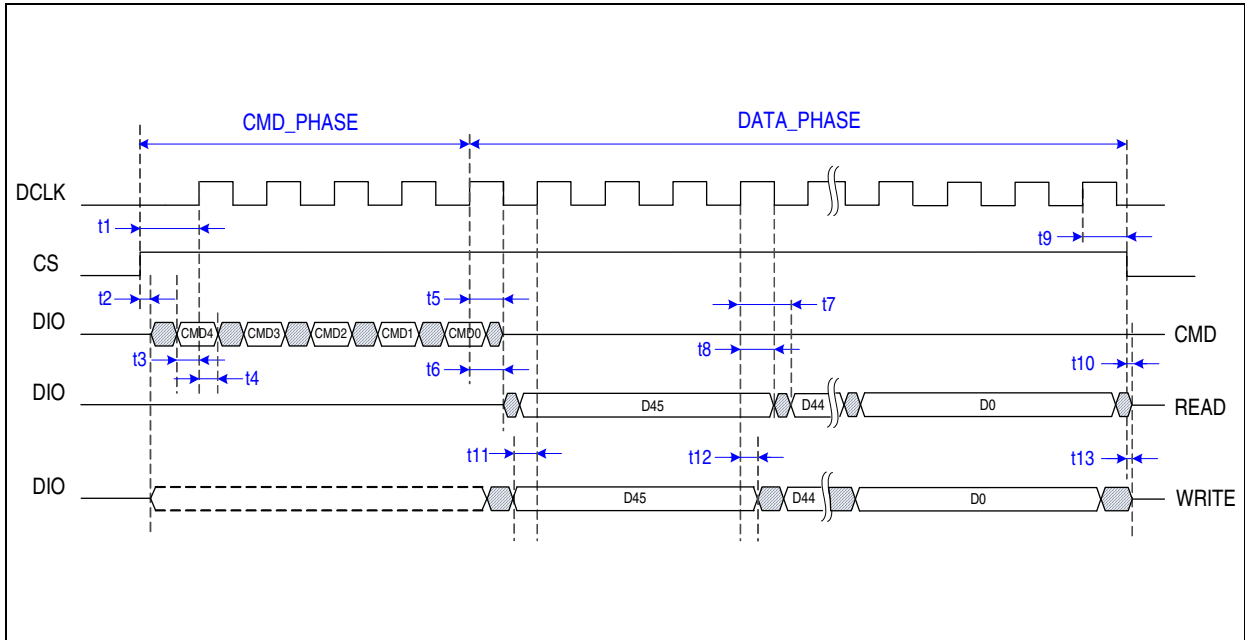 CMD_PHASE DATA_PHASE
DCLK
t1 t9
CS
t2 t5 t7
DIO CMD4 CMD3 CMD2 CMD1 CMD0 CMD
t3 t4 t6 t8 t10
DIO D45 D44 D0 READ
t11 t12 t13
DIO D45 D44 D0 WRITE